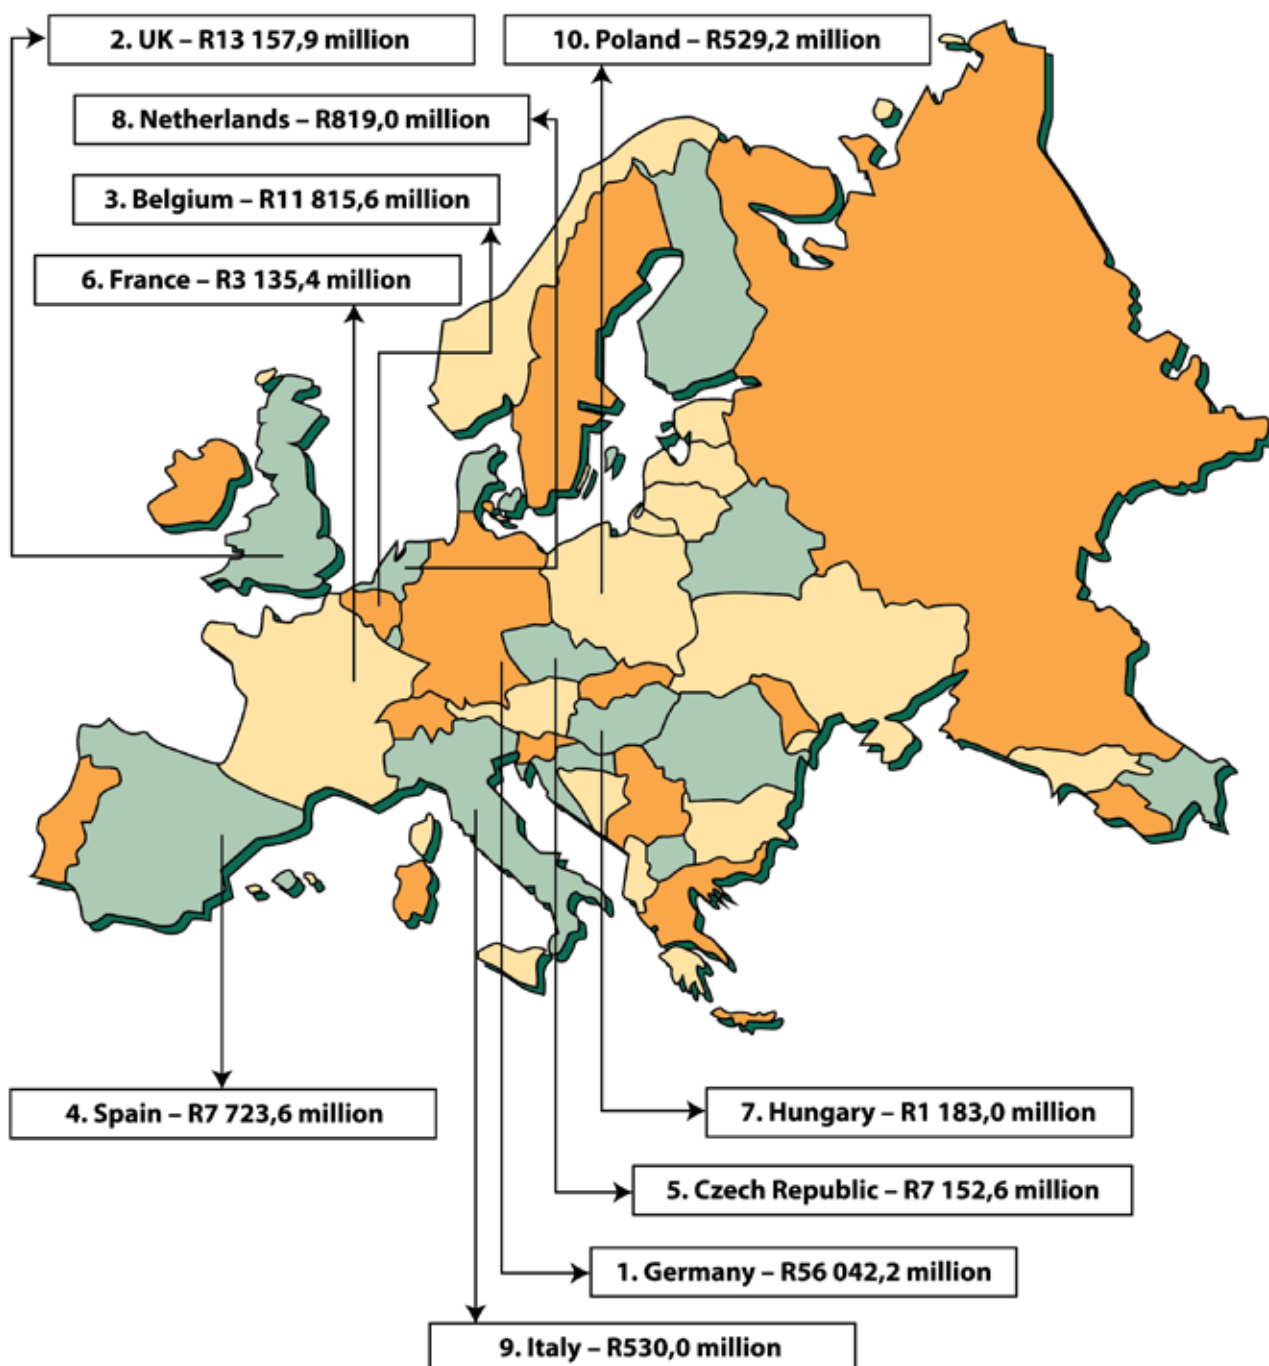 2. UK – R13 157,9 million
10. Poland – R529,2 million
8. Netherlands – R819,0 million
3. Belgium – R11 815,6 million
6. France – R3 135,4 million
4. Spain – R7 723,6 million
7. Hungary – R1 183,0 million
5. Czech Republic – R7 152,6 million
1. Germany – R56 042,2 million
9. Italy – R530,0 million